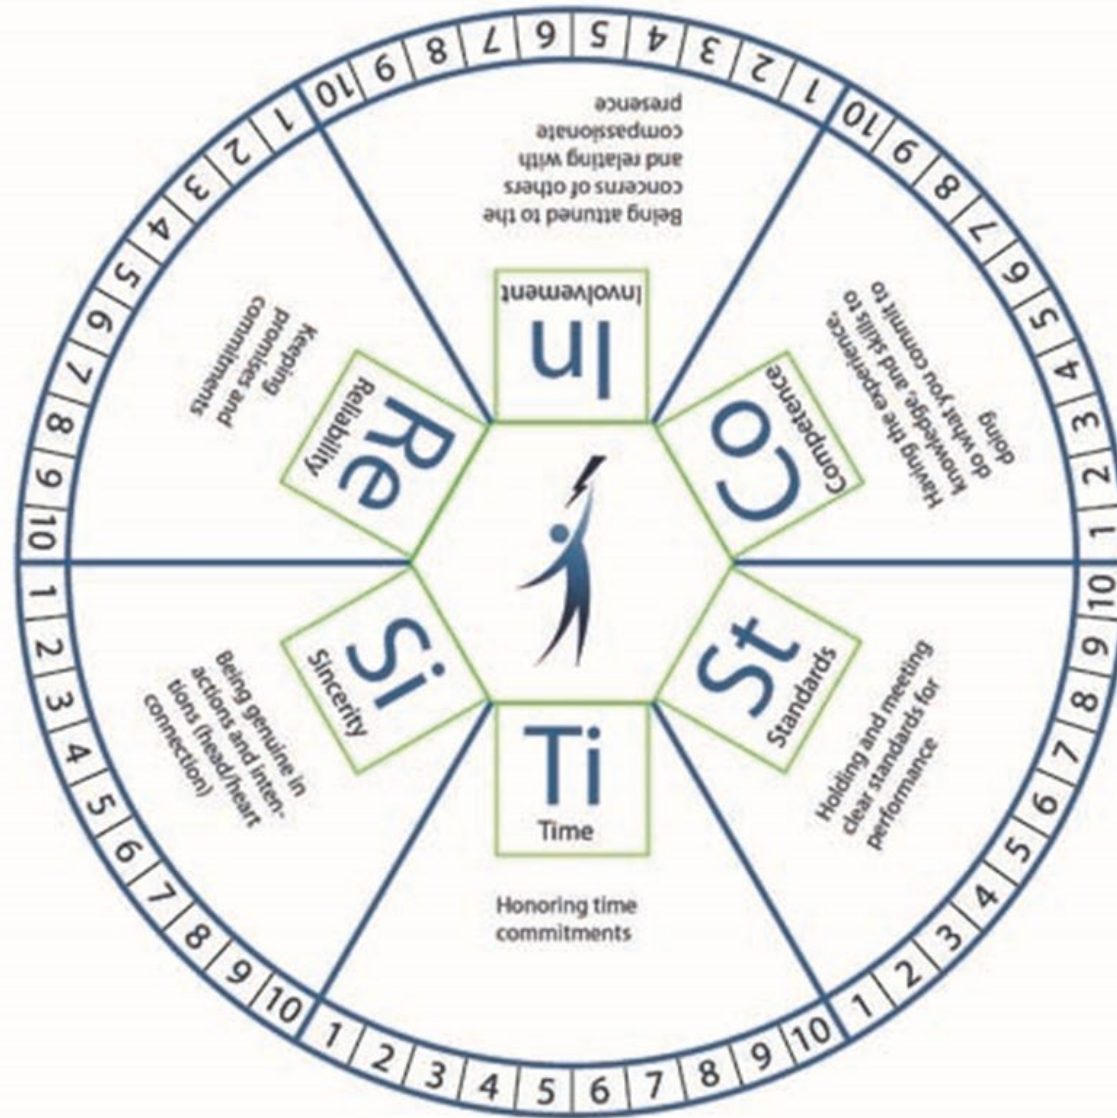 In
Involvement
Being attuned to the
concerns of others
and relating with
compassionate
presence
1 2 3 4 5 6 7 8 9 10
Co
Competence
Having the experience,
knowledge, and skills to
do what you commit to
doing
1 2 3 4 5 6 7 8 9 10
St
Standards
Holding and meeting
clear standards for
performance
1 2 3 4 5 6 7 8 9 10
Ti
Time
Honoring time
commitments
1 2 3 4 5 6 7 8 9 10
Si
Sincerity
Being genuine in
actions and inten-
tions (head/heart
connection)
1 2 3 4 5 6 7 8 9 10
Re
Reliability
Keeping
promises and
commitments
1 2 3 4 5 6 7 8 9 10